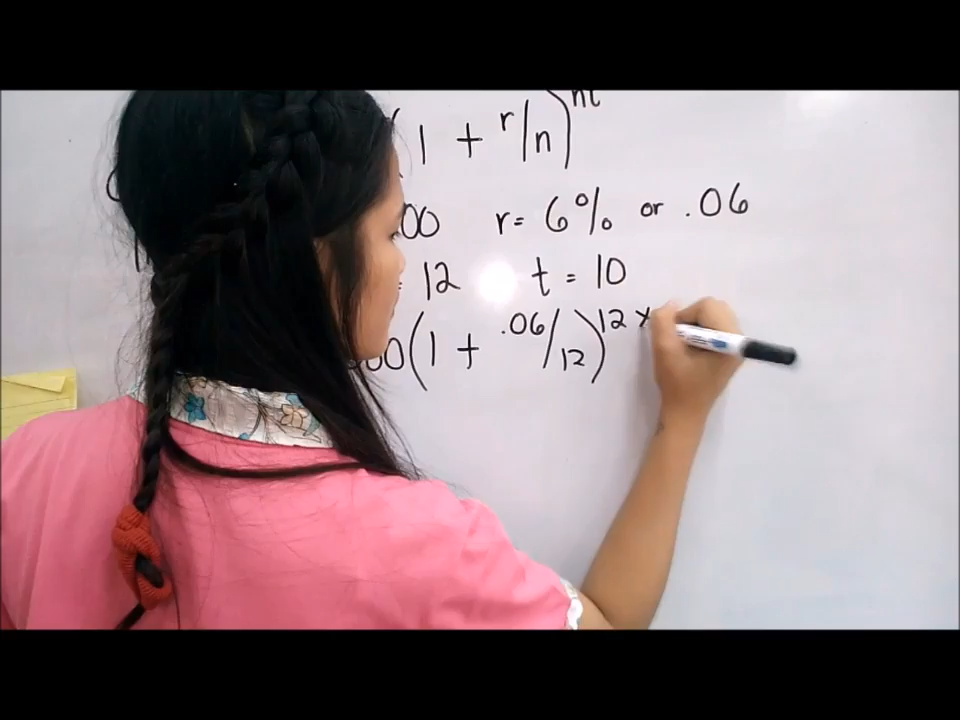 (1 + r/n)^nt
00 r= 6% or .06
= 12 t = 10
00(1 + .06/12)^12 x